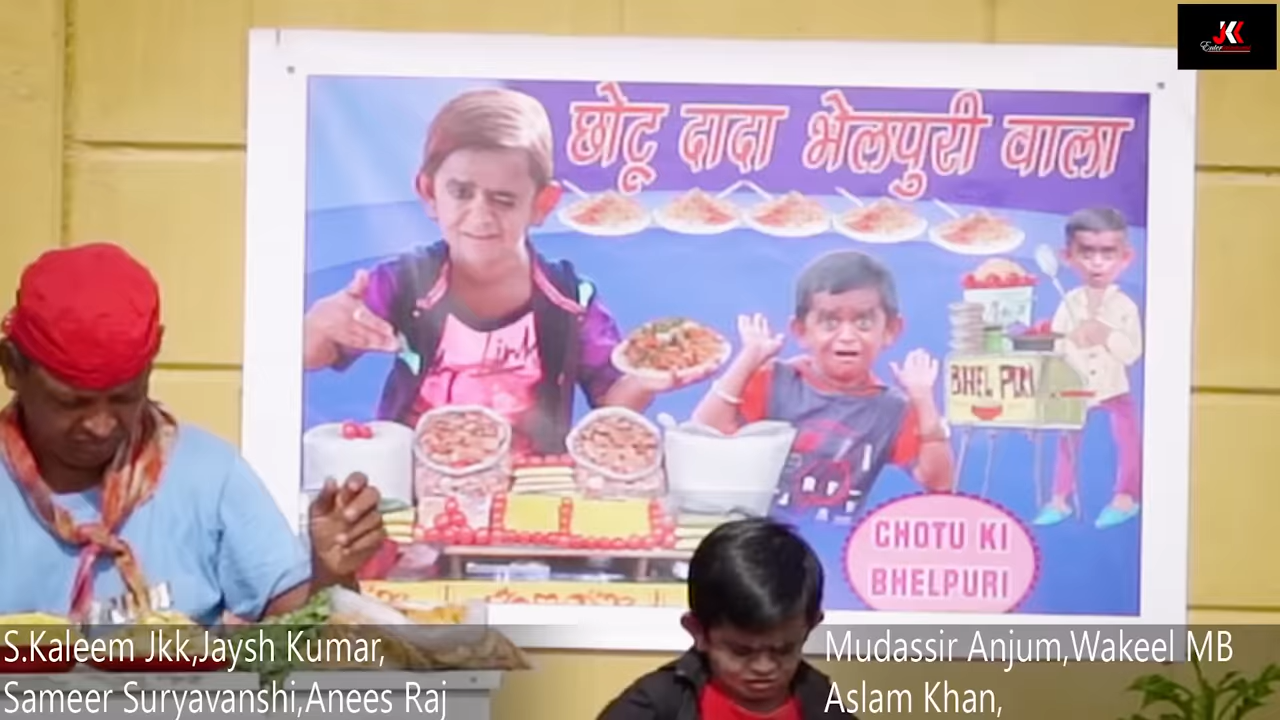 JKK
Entertainment
छोटू दादा भेलपुरी वाला
BHEL PURI
CHOTU KI
BHELPURI
S.Kaleem Jkk,Jaysh Kumar,
Sameer Suryavanshi,Anees Raj
Mudassir Anjum,Wakeel MB
Aslam Khan,